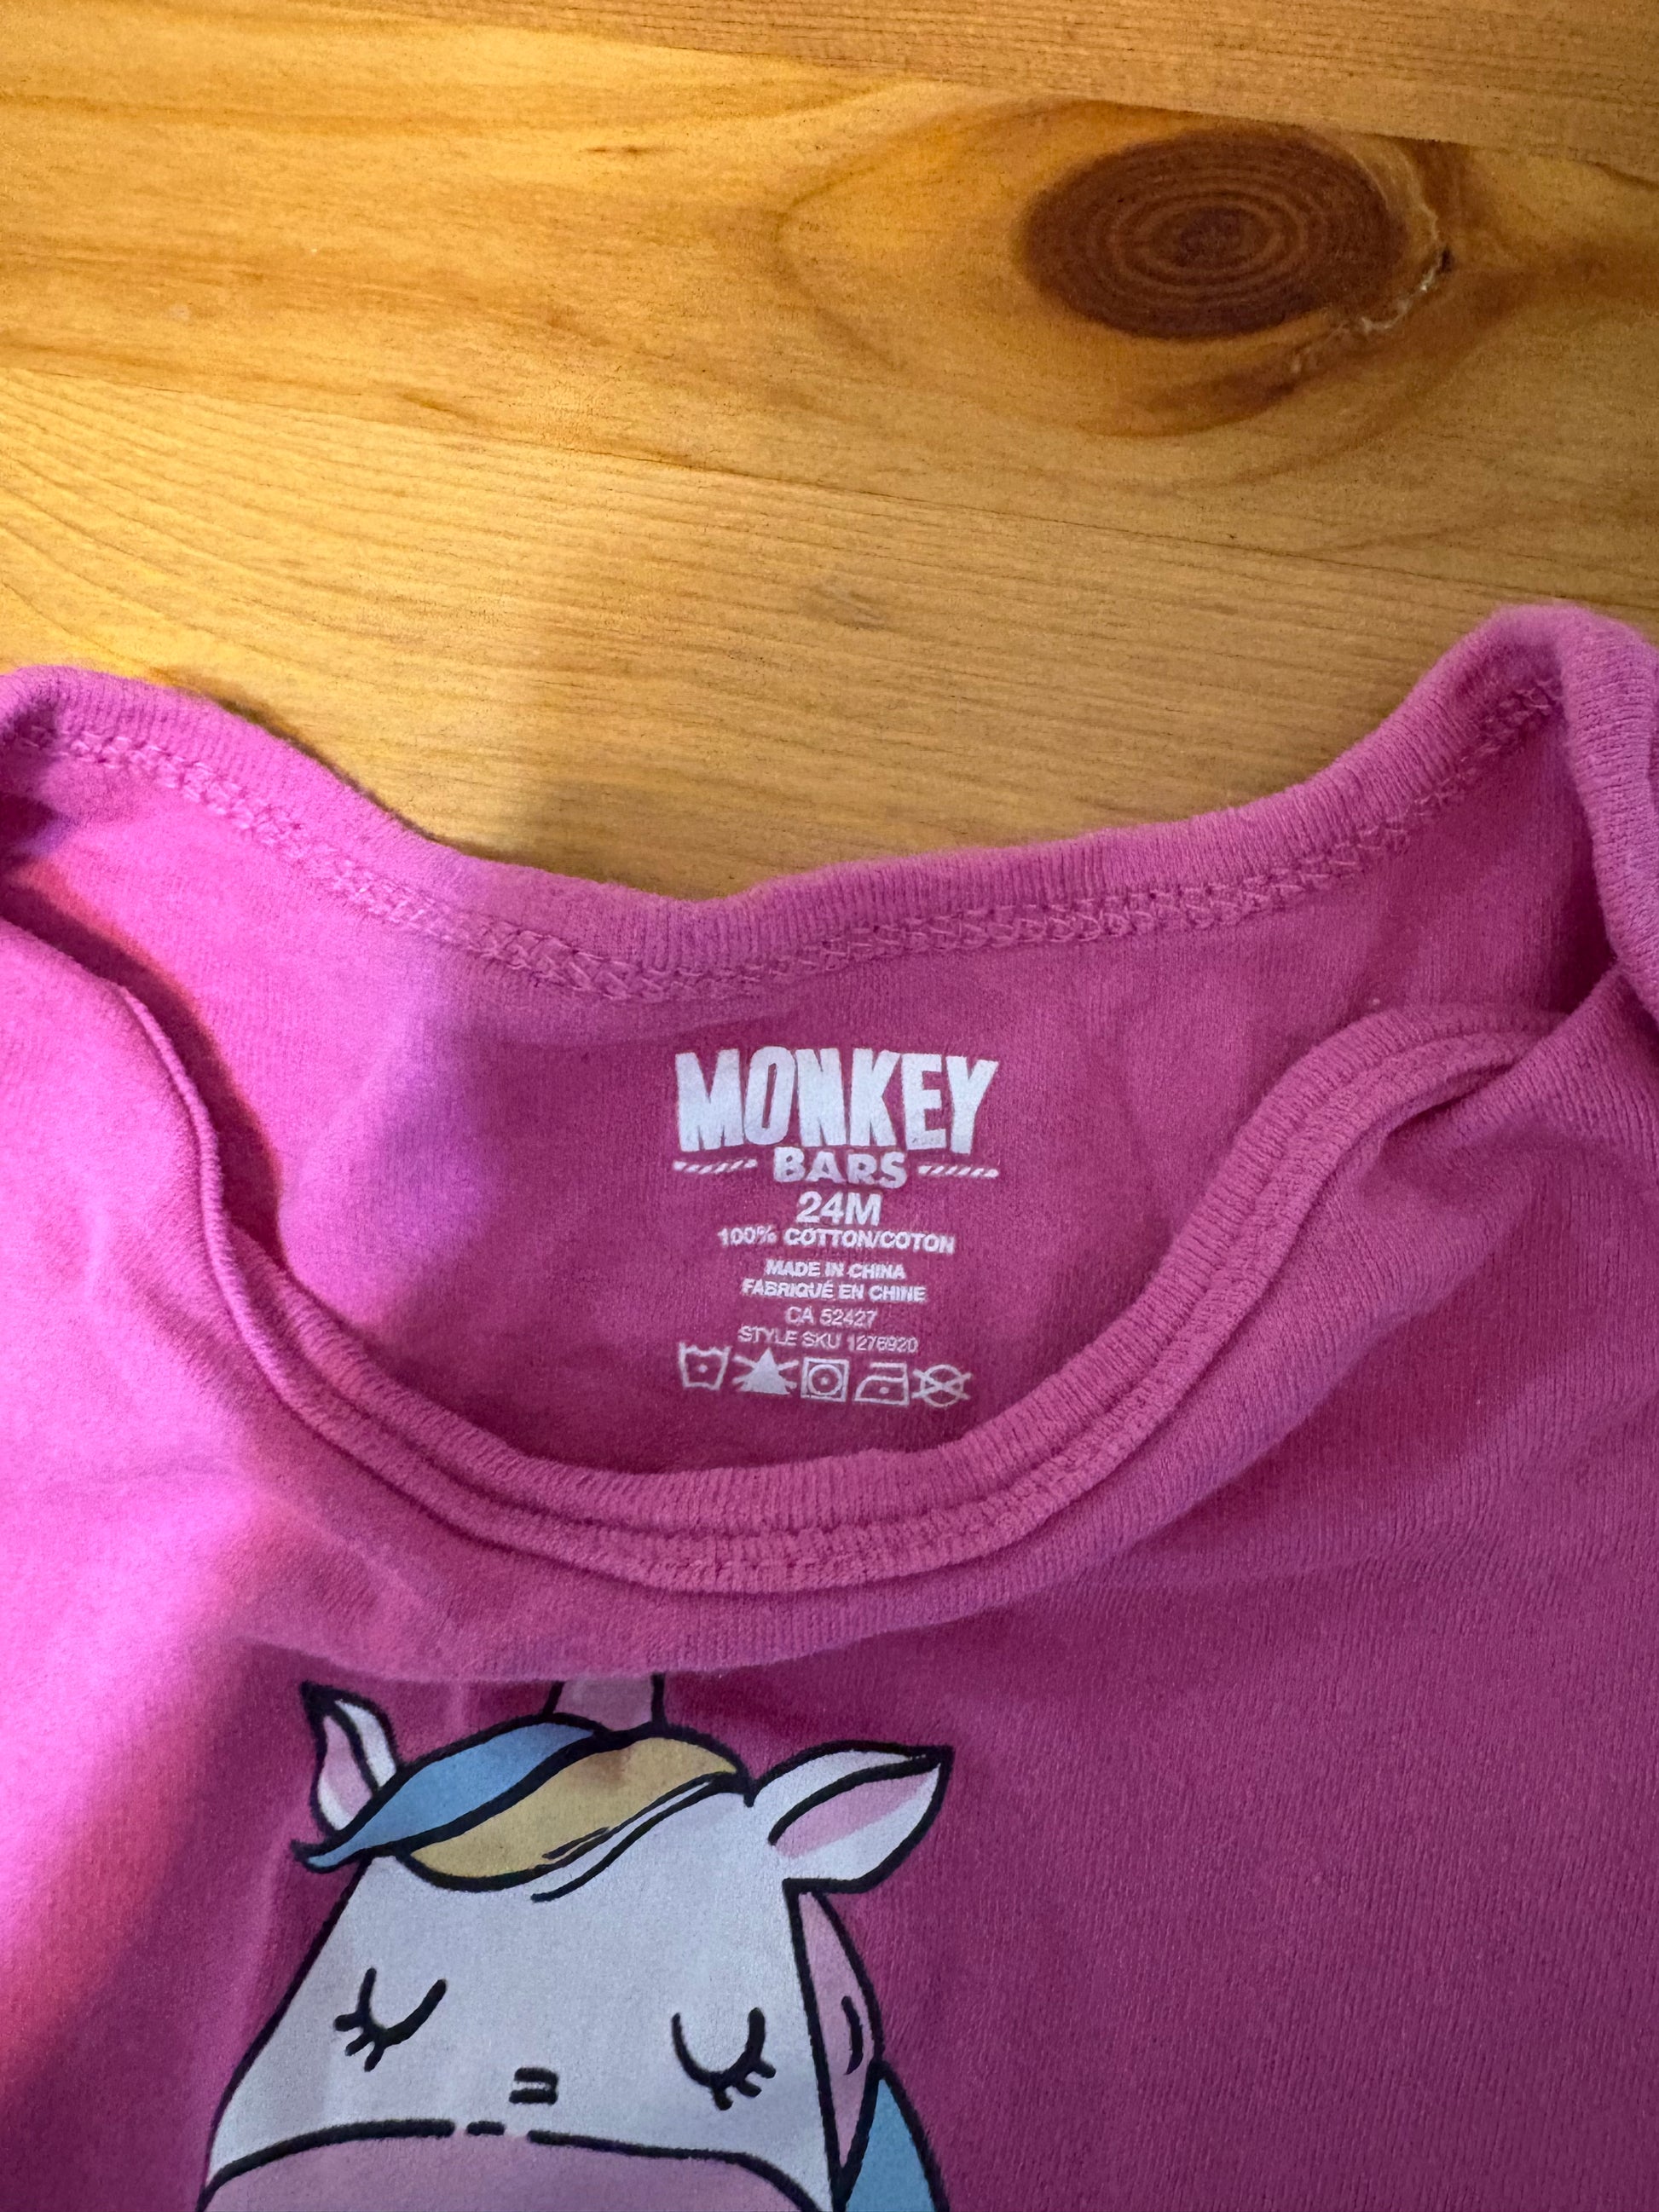 MONKEY
BARS
24M
100% COTTON/COTON
MADE IN CHINA
FABRIQUÉ EN CHINE
CA 52427
STYLE SKU 1276920